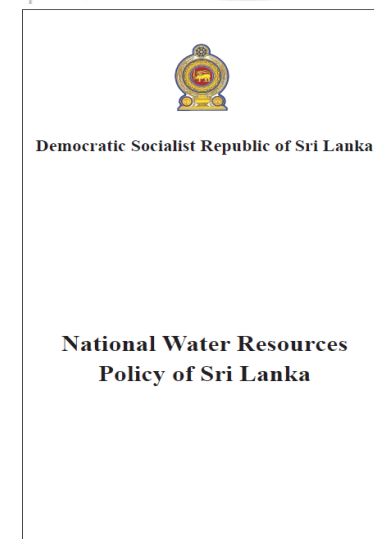 Democratic Socialist Republic of Sri Lanka
National Water Resources
Policy of Sri Lanka